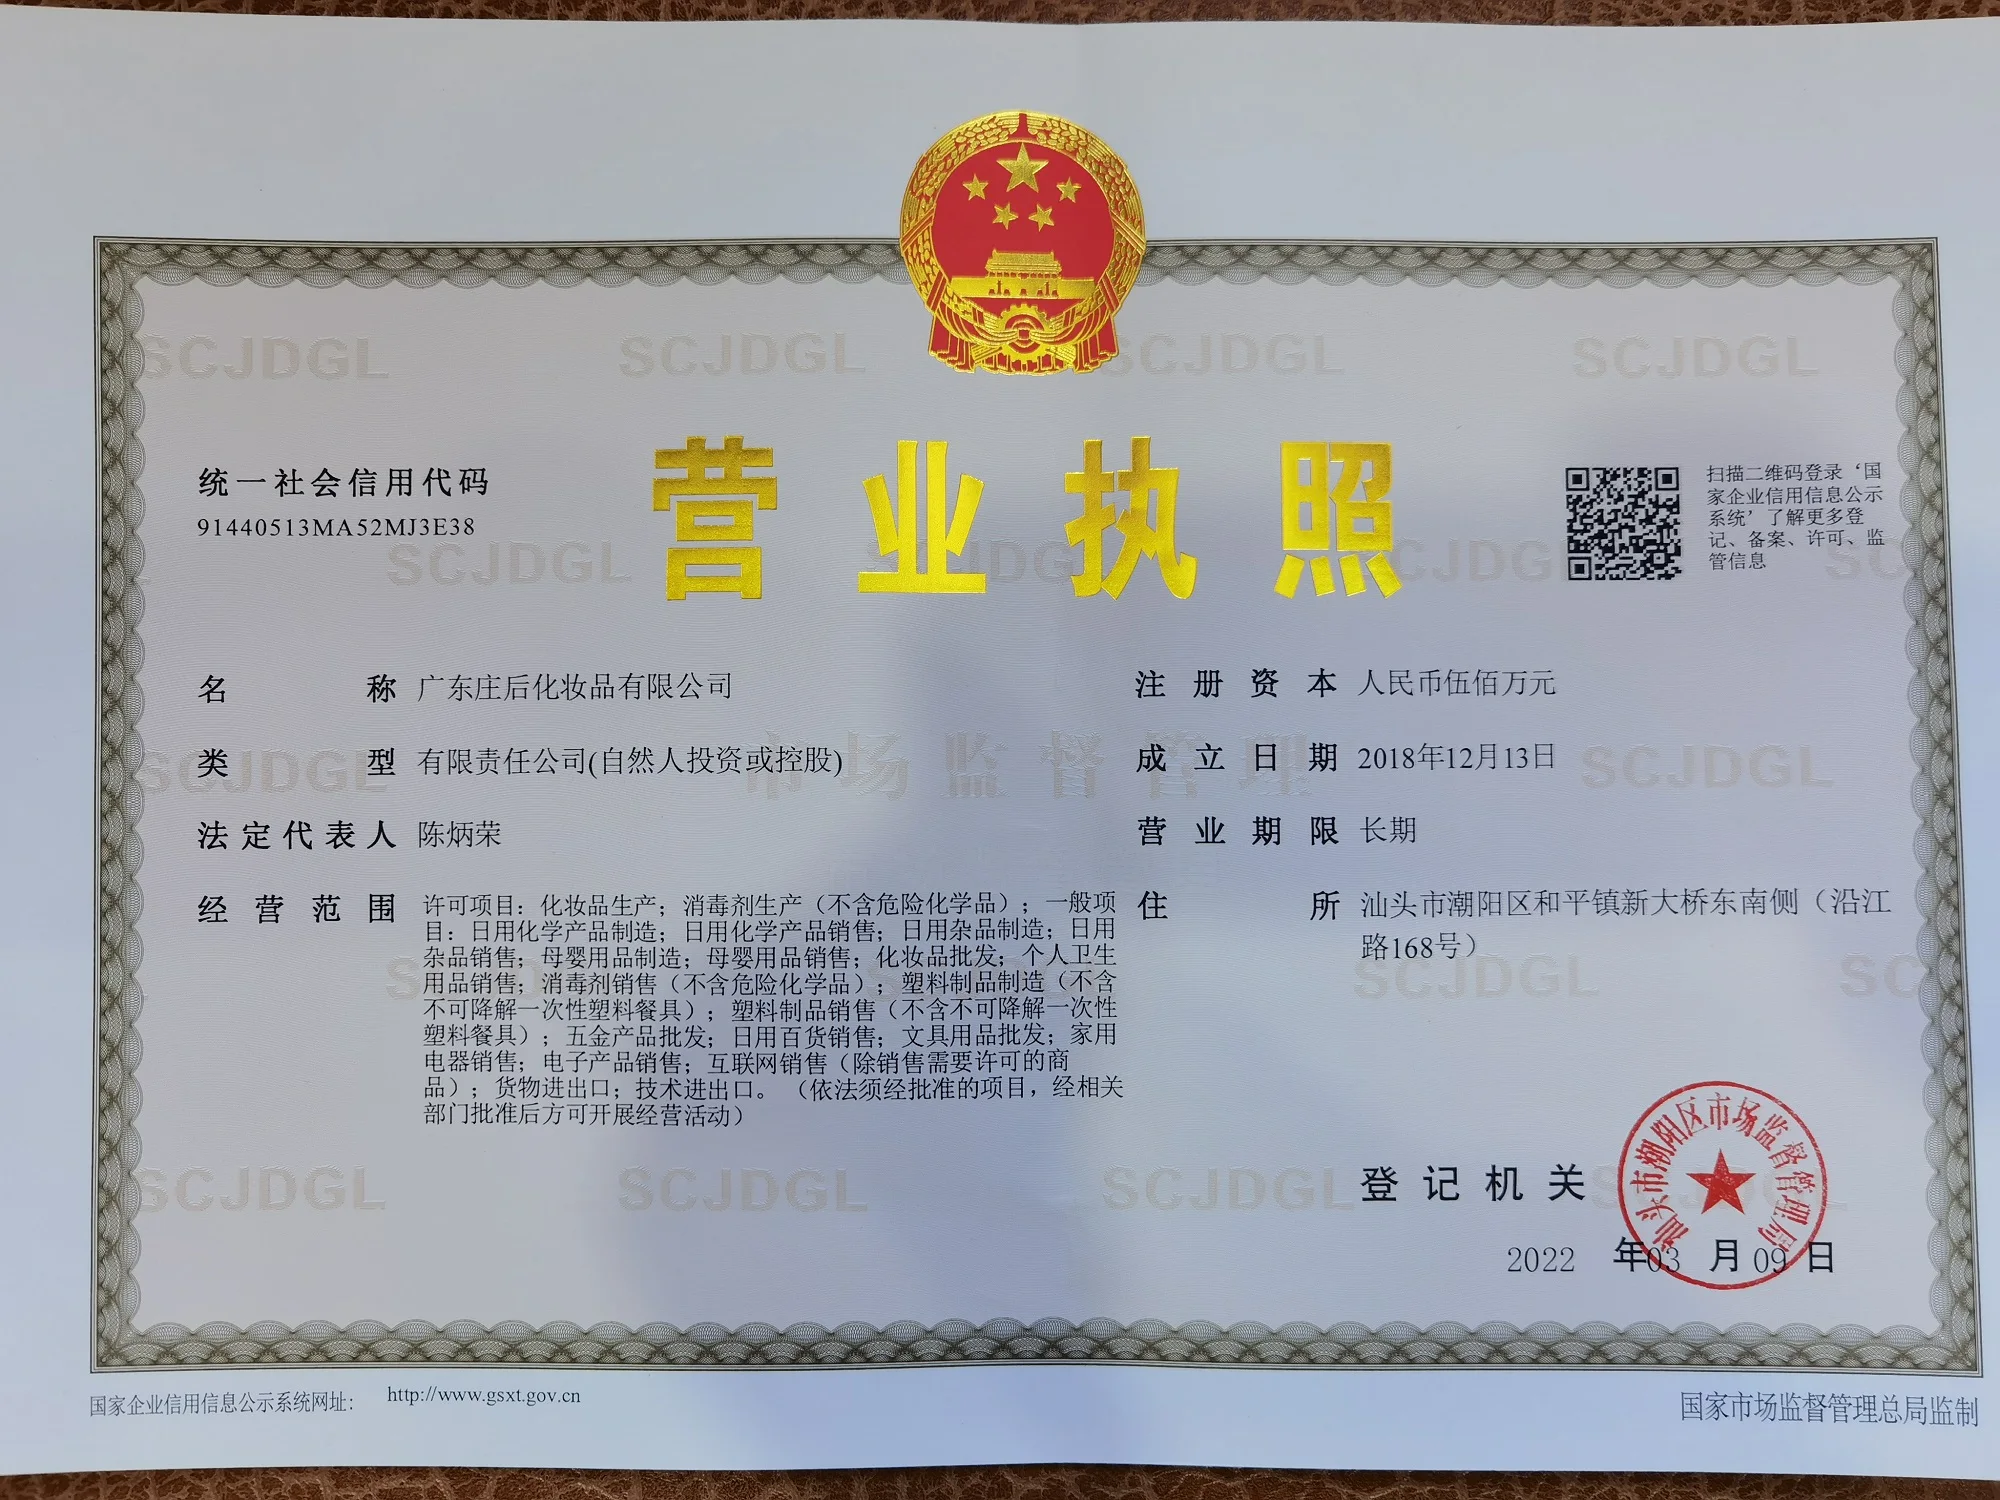 统一社会信用代码
91440513MA52MJ3E38
营业执照
扫描二维码登录‘国
家企业信用信息公示
系统’了解更多登
记、备案、许可、监
管信息
名称 广东庄后化妆品有限公司
类型 有限责任公司(自然人投资或控股)
法定代表人 陈炳荣
经营范围 许可项目：化妆品生产；消毒剂生产（不含危险化学品）；一般项
目：日用化学产品制造；日用化学产品销售；日用杂品制造；日用
杂品销售；母婴用品制造；母婴用品销售；化妆品批发；个人卫生
用品销售；消毒剂销售（不含危险化学品）；塑料制品制造（不含
不可降解一次性塑料餐具）；塑料制品销售（不含不可降解一次性
塑料餐具）；五金产品批发；日用百货销售；文具用品批发；家用
电器销售；电子产品销售；互联网销售（除销售需要许可的商
品）；货物进出口；技术进出口。（依法须经批准的项目，经相关
部门批准后方可开展经营活动）
注册资本 人民币伍佰万元
成立日期 2018年12月13日
营业期限 长期
住所 汕头市潮阳区和平镇新大桥东南侧（沿江
路168号）
登记机关
汕头市潮阳区市场监督管理局
2022 年03 月09 日
国家企业信用信息公示系统网址： http://www.gsxt.gov.cn
国家市场监督管理总局监制
SCJDGL SCJDGL SCJDGL SCJDGL
SCJDGL SCJDGL SCJDGL
SCJDGL 市场监督管理 SCJDGL
SCJDGL
SCJDGL SCJDGL SCJDGL